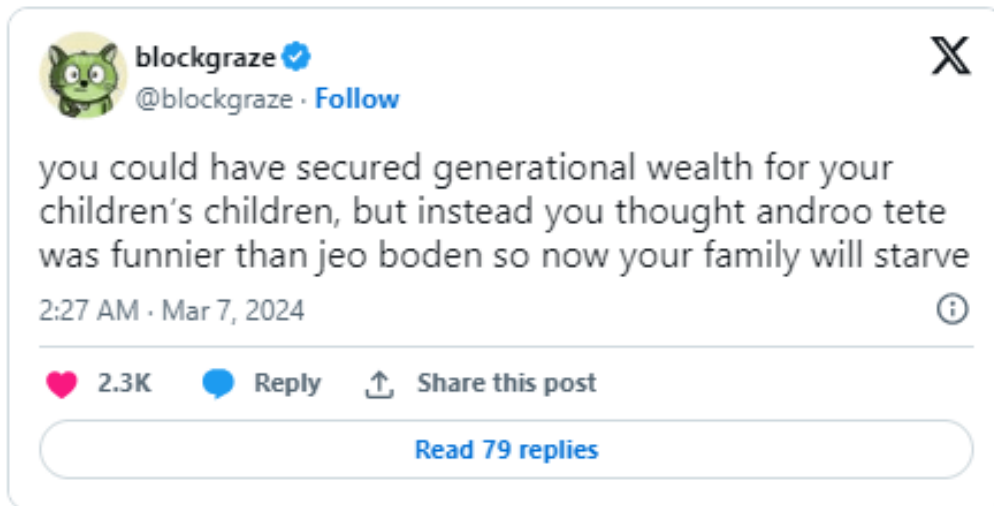 blockgraze
@blockgraze · Follow
you could have secured generational wealth for your
children's children, but instead you thought androo tete
was funnier than jeo boden so now your family will starve
2:27 AM · Mar 7, 2024
2.3K Reply Share this post
Read 79 replies